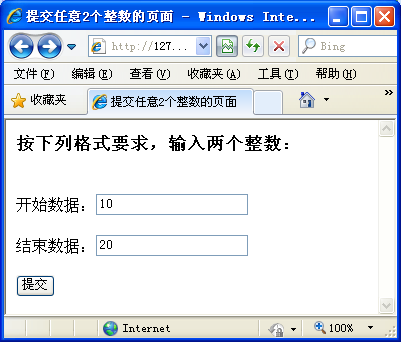 提交任意2个整数的页面 - Windows Inte...
http://127... Bing
文件(F) 编辑(E) 查看(V) 收藏夹(A) 工具(T) 帮助(H)
收藏夹 提交任意2个整数的页面 »
按下列格式要求，输入两个整数：
开始数据： 10
结束数据： 20
提交
Internet 100%